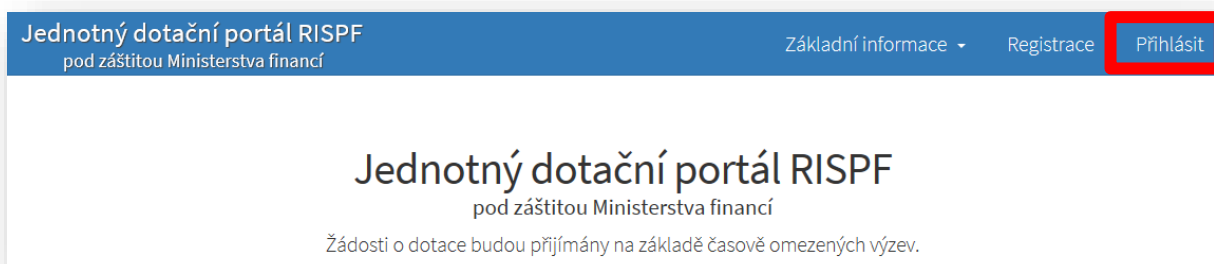 Jednotný dotační portál RISPF
pod záštitou Ministerstva financí
Základní informace
Registrace
Přihlásit
Jednotný dotační portál RISPF
pod záštitou Ministerstva financí
Žádosti o dotace budou přijímány na základě časově omezených výzev.